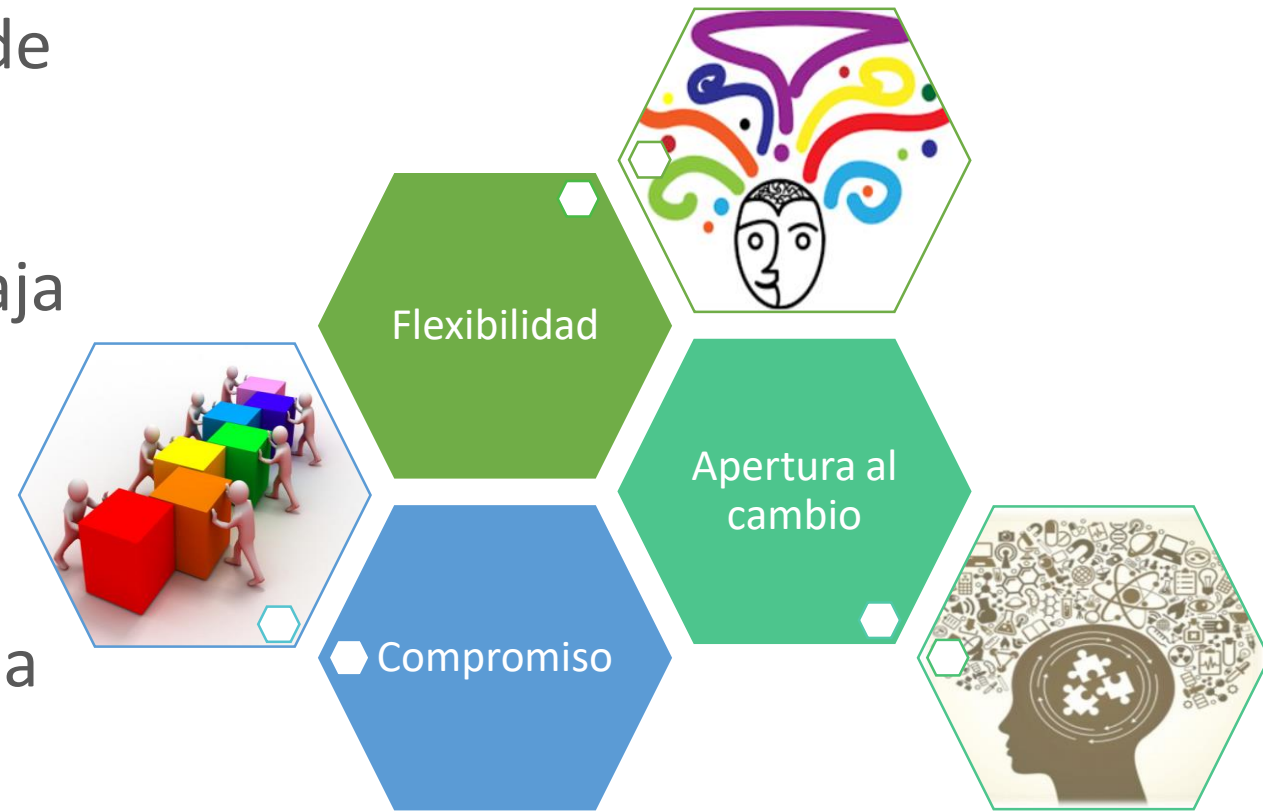 de
aja
a
Flexibilidad
Apertura al
cambio
Compromiso